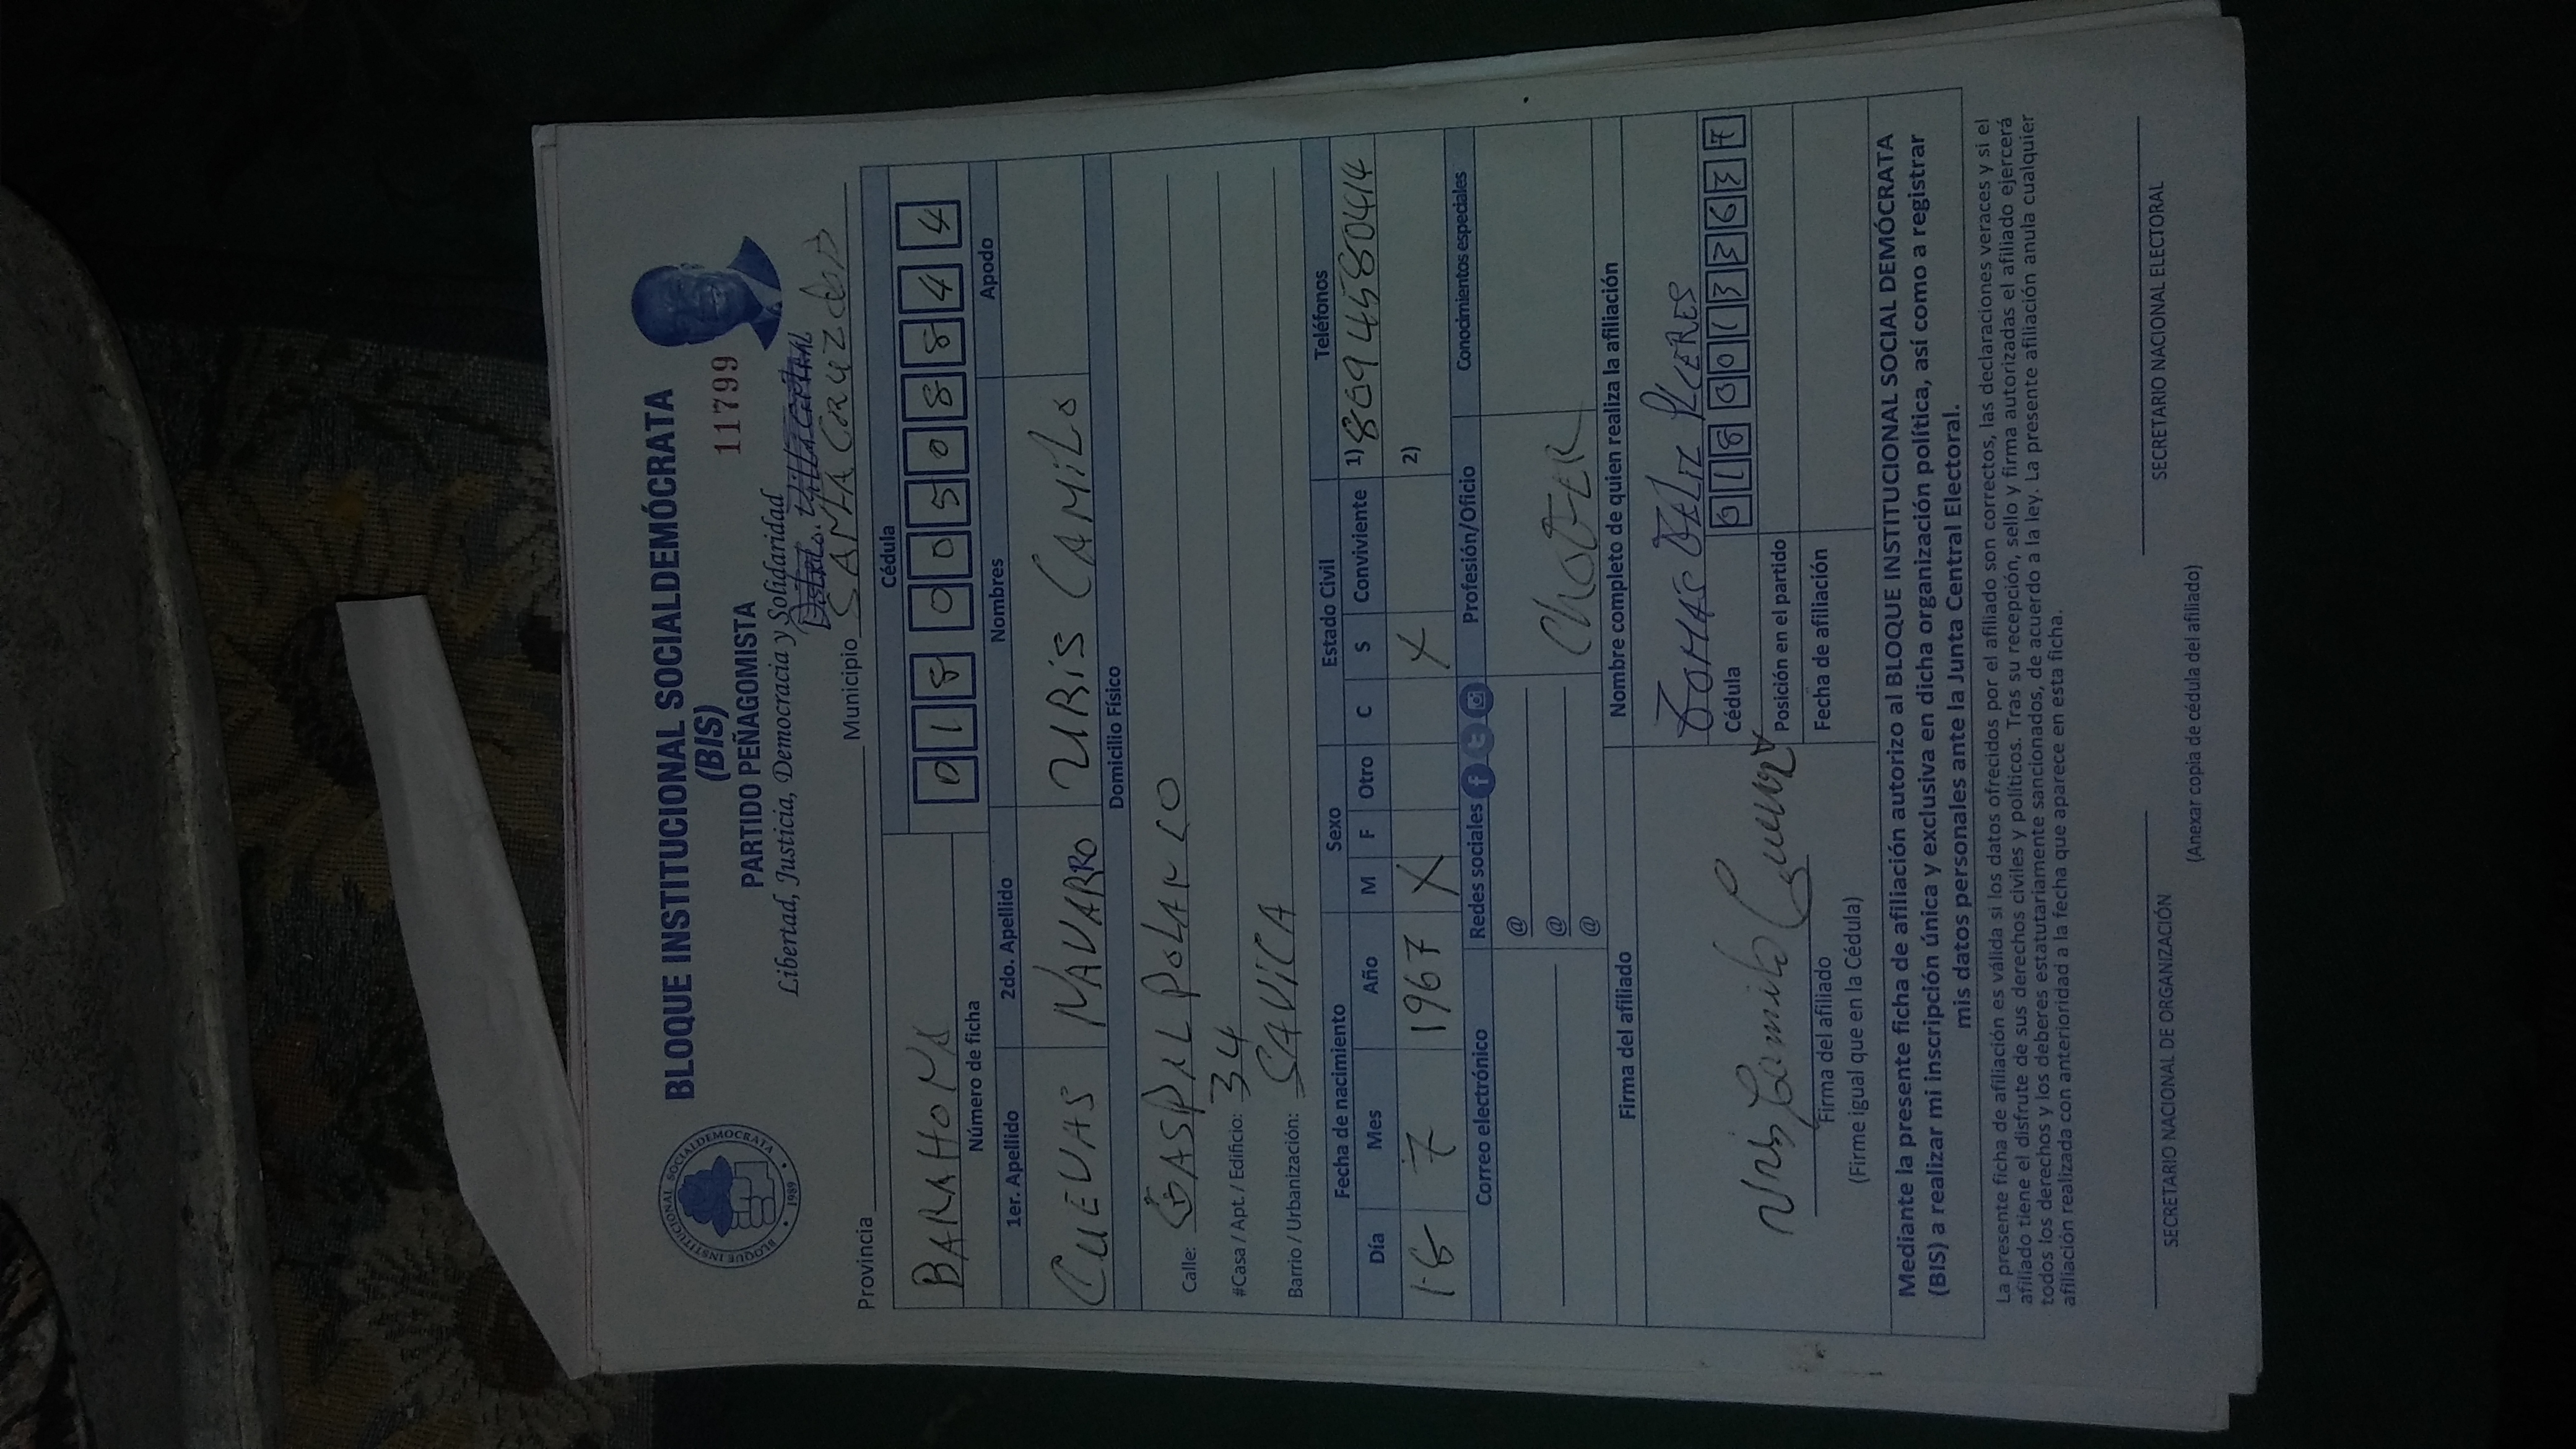 BLOQUE INSTITUCIONAL SOCIALDEMÓCRATA
(BIS)
11799
PARTIDO PEÑAGOMISTA
Libertad, Justicia, Democracia y Solidaridad
BLOQUE INSTITUCIONAL SOCIALDEMOCRATA • 1989 •
Provincia Municipio SANTA CRUZ
Cédula
BARAHONA 0 1 8 0 0 5 0 8 8 4 4
Número de ficha
1er. Apellido 2do. Apellido Nombres Apodo
CUEVAS NAVARRO URIS CAMILO
Domicilio Físico
Calle: GASPAL POLANCO
#Casa / Apt. / Edificio: 34
Barrio / Urbanización: SAVICA
Fecha de nacimiento Sexo Estado Civil Teléfonos
Día Mes Año M F Otro C S Conviviente 1) 8094580414
15 7 1967 X X 2)
Correo electrónico Redes sociales Profesión/Oficio Conocimientos especiales
@
@ CHOFER
@
Firma del afiliado Nombre completo de quien realiza la afiliación
TOMAS FELIZ
Uris Camilo Cuevas
Cédula
Firma del afiliado Posición en el partido
(Firme igual que en la Cédula) Fecha de afiliación
Mediante la presente ficha de afiliación autorizo al BLOQUE INSTITUCIONAL SOCIAL DEMÓCRATA
(BIS) a realizar mi inscripción única y exclusiva en dicha organización política, así como a registrar
mis datos personales ante la Junta Central Electoral.
La presente ficha de afiliación es válida si los datos ofrecidos por el afiliado son correctos, las declaraciones veraces y si el
afiliado tiene el disfrute de sus derechos civiles y políticos. Tras su recepción, sello y firma autorizadas el afiliado ejercerá
todos los derechos y los deberes estatutariamente sancionados, de acuerdo a la ley. La presente afiliación anula cualquier
afiliación realizada con anterioridad a la fecha que aparece en esta ficha.
SECRETARIO NACIONAL DE ORGANIZACIÓN SECRETARIO NACIONAL ELECTORAL
(Anexar copia de cédula del afiliado)